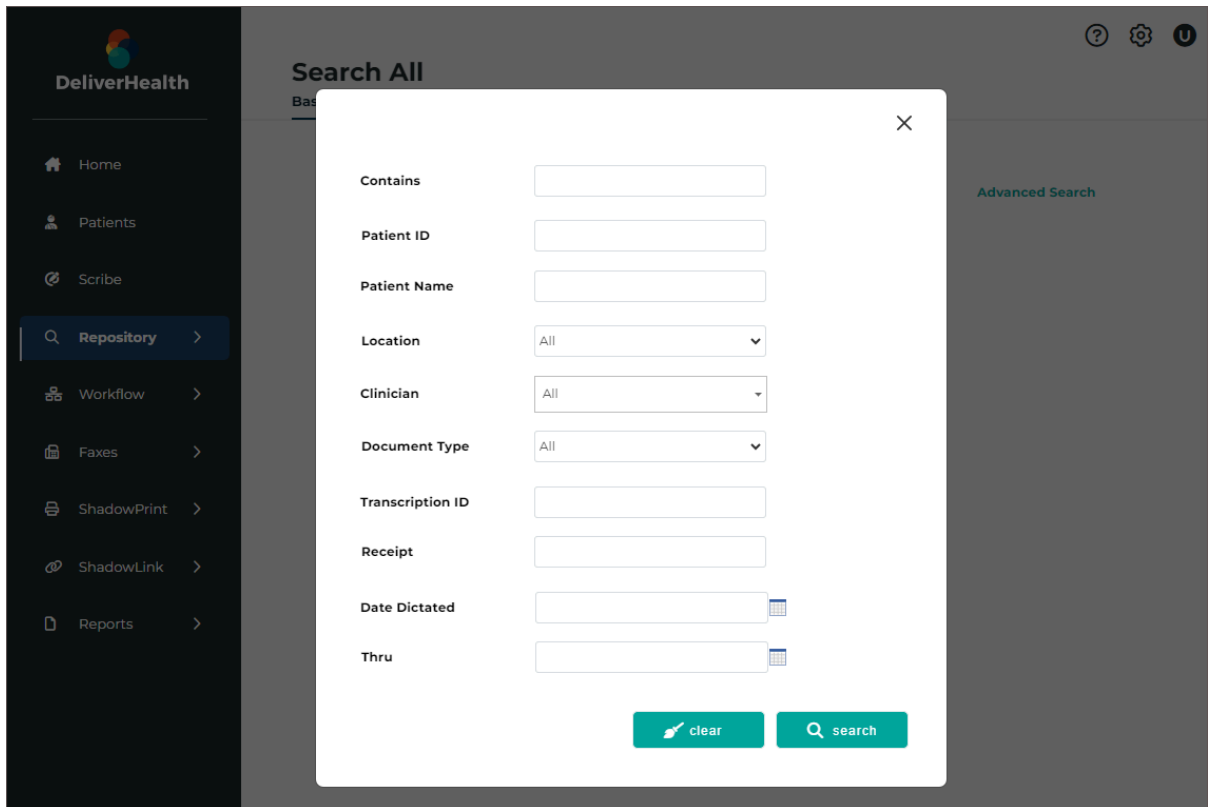 DeliverHealth
Home
Patients
Scribe
Repository
Workflow
Faxes
ShadowPrint
ShadowLink
Reports
U
Search All
Bas
Advanced Search
Contains
Patient ID
Patient Name
Location All
Clinician All
Document Type All
Transcription ID
Receipt
Date Dictated
Thru
clear search